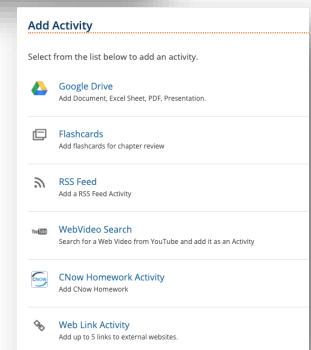 Add Activity
Select from the list below to add an activity.
Google Drive
Add Document, Excel Sheet, PDF, Presentation.
Flashcards
Add flashcards for chapter review
RSS Feed
Add a RSS Feed Activity
YouTube
WebVideo Search
Search for a Web Video from YouTube and add it as an Activity
CNOW
CNow Homework Activity
Add CNow Homework
Web Link Activity
Add up to 5 links to external websites.